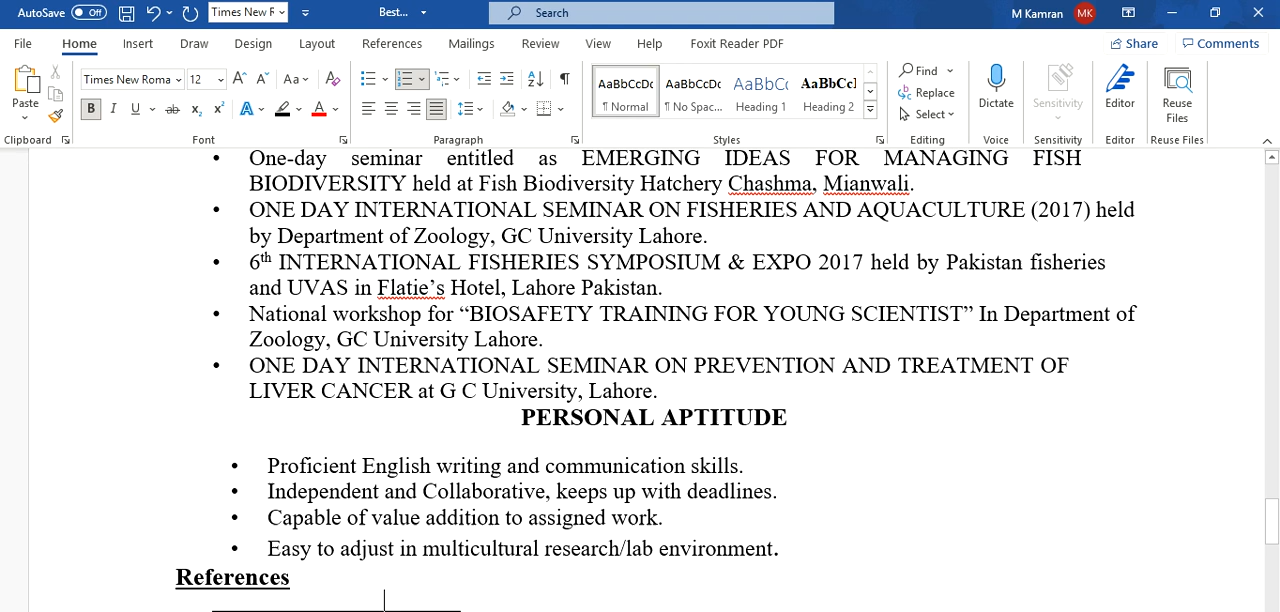 AutoSave Off Times New F Best... Search M Kamran MK
File Home Insert Draw Design Layout References Mailings Review View Help Foxit Reader PDF Share Comments
Times New Roma 12 A A Aa A AaBbCcDc AaBbCcDc AaBbC AaBbCcI Find
Paste B I U ab x₂ x² A A ¶ Normal ¶ No Spac... Heading 1 Heading 2 Replace Dictate Sensitivity Editor Reuse Files
Select
Clipboard Font Paragraph Styles Editing Voice Sensitivity Editor Reuse Files
• One-day seminar entitled as EMERGING IDEAS FOR MANAGING FISH
BIODIVERSITY held at Fish Biodiversity Hatchery Chashma, Mianwali.
• ONE DAY INTERNATIONAL SEMINAR ON FISHERIES AND AQUACULTURE (2017) held
by Department of Zoology, GC University Lahore.
• 6th INTERNATIONAL FISHERIES SYMPOSIUM & EXPO 2017 held by Pakistan fisheries
and UVAS in Flatie’s Hotel, Lahore Pakistan.
• National workshop for “BIOSAFETY TRAINING FOR YOUNG SCIENTIST” In Department of
Zoology, GC University Lahore.
• ONE DAY INTERNATIONAL SEMINAR ON PREVENTION AND TREATMENT OF
LIVER CANCER at G C University, Lahore.
PERSONAL APTITUDE
• Proficient English writing and communication skills.
• Independent and Collaborative, keeps up with deadlines.
• Capable of value addition to assigned work.
• Easy to adjust in multicultural research/lab environment.
References